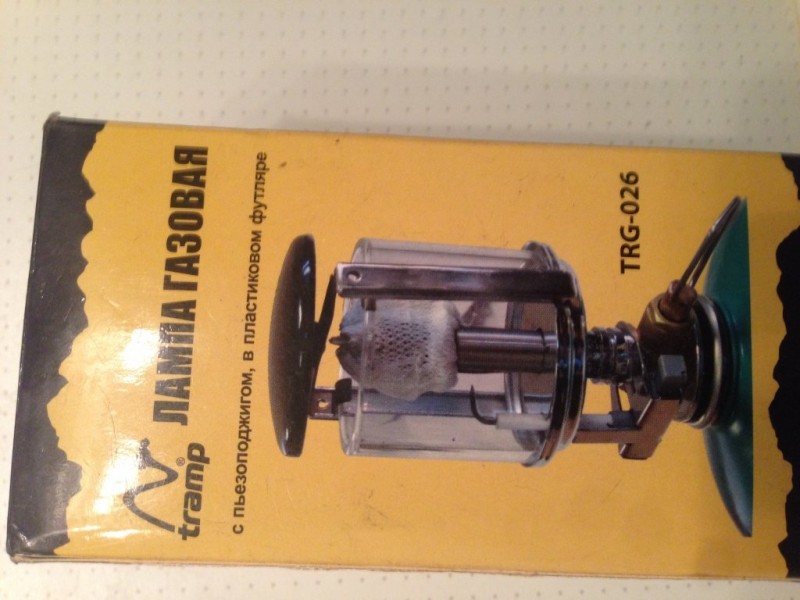 tramp®
ЛАМПА ГАЗОВАЯ
с пьезоподжигом, в пластиковом футляре
TRG-026